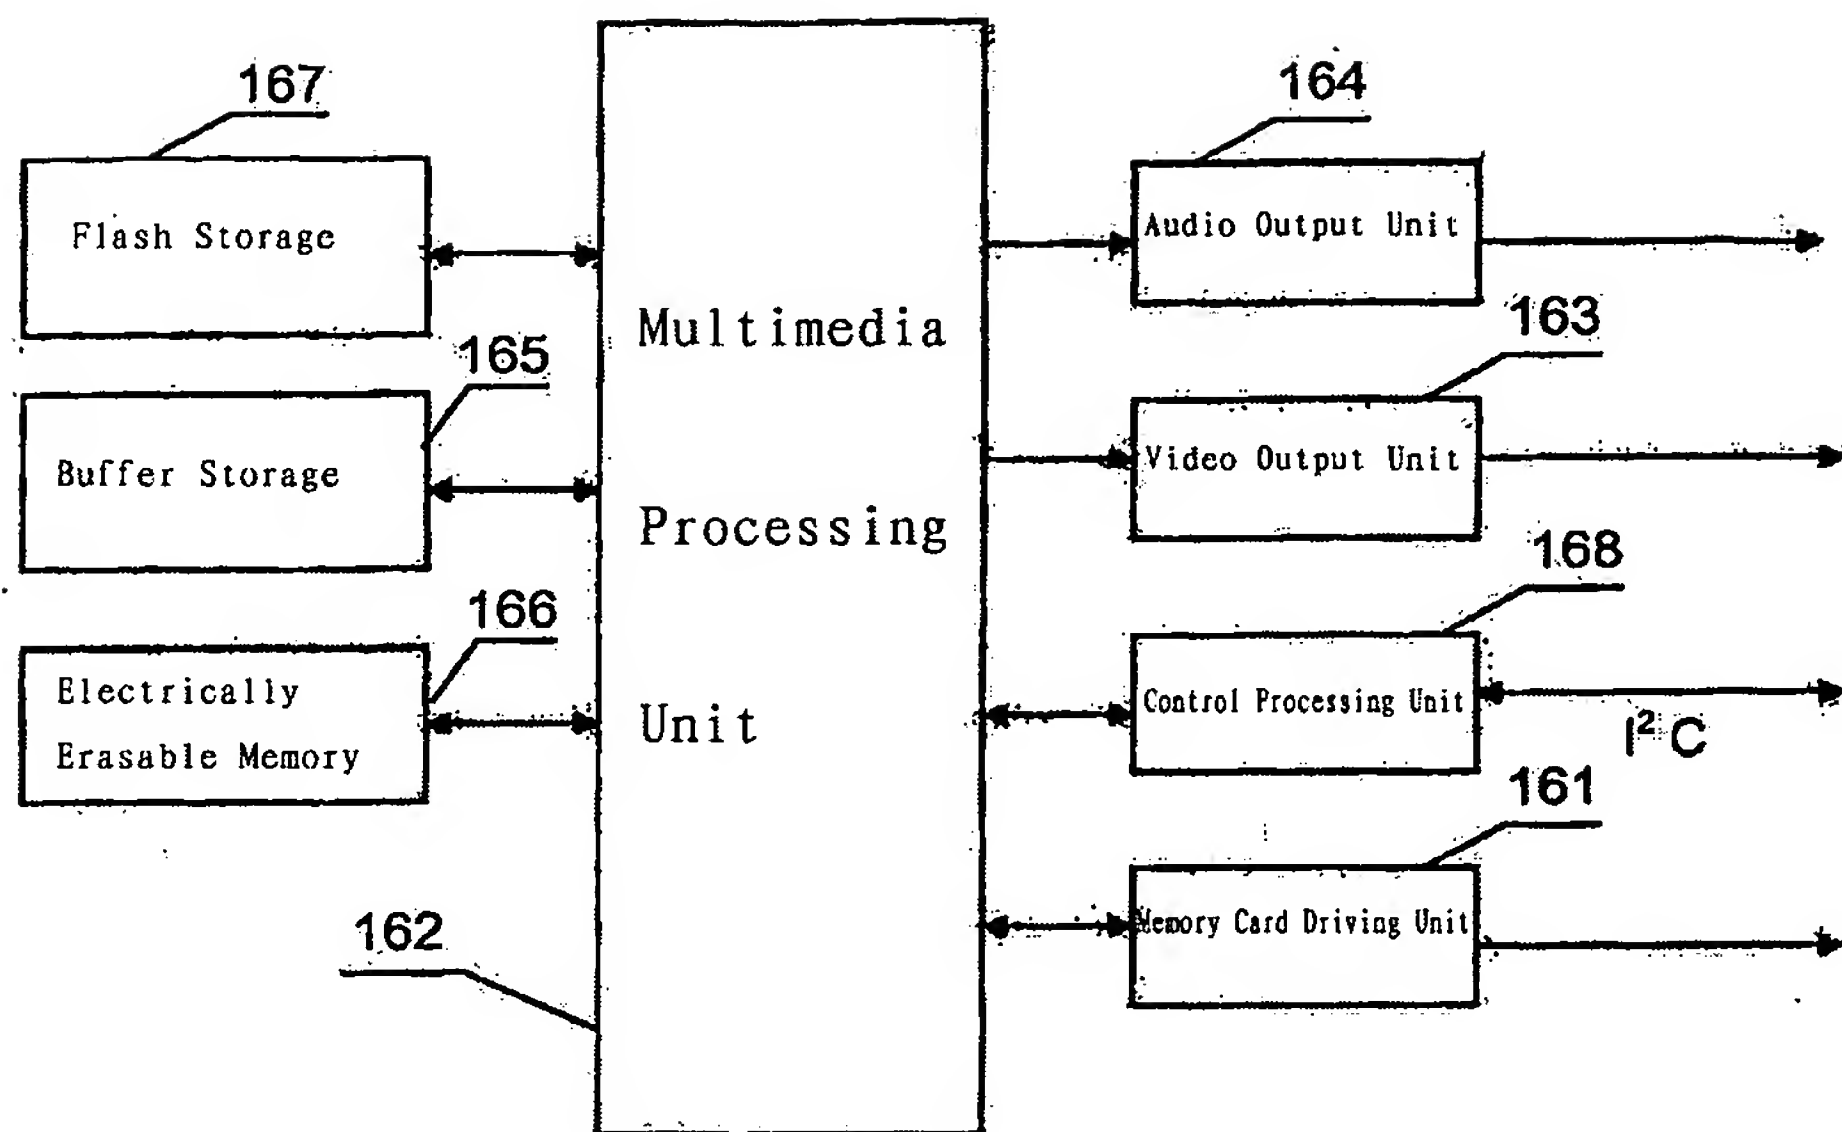 167
Flash Storage
165
Buffer Storage
166
Electrically
Erasable Memory
162
Multimedia
Processing
Unit
164
Audio Output Unit
163
Video Output Unit
168
Control Processing Unit
I² C
161
Memory Card Driving Unit